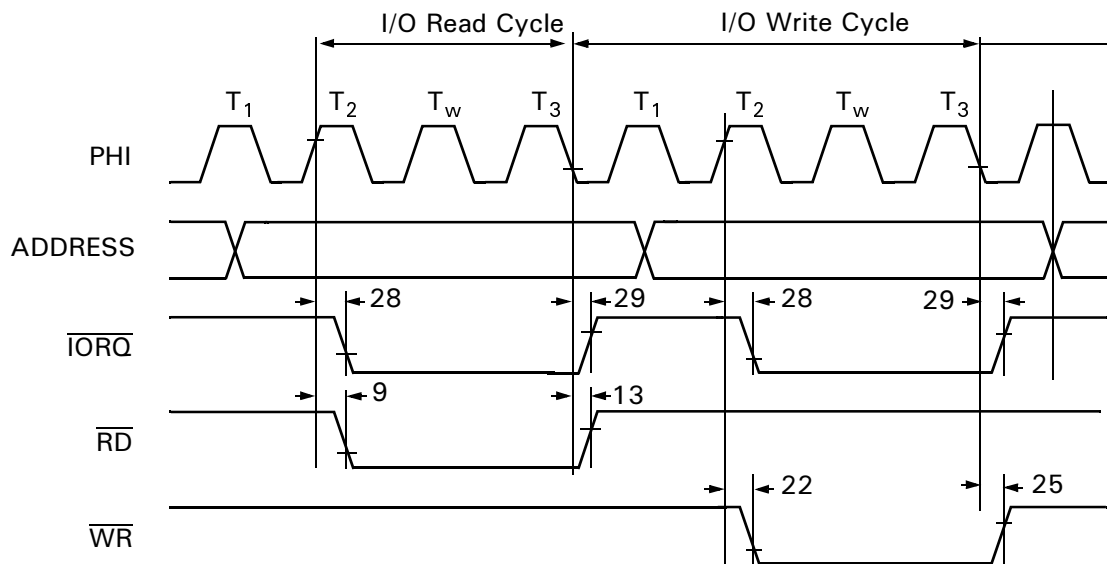 I/O Read Cycle I/O Write Cycle
T1 T2 Tw T3 T1 T2 Tw T3
PHI
ADDRESS
28 29 28 29
IORQ
9 13
RD
22 25
WR